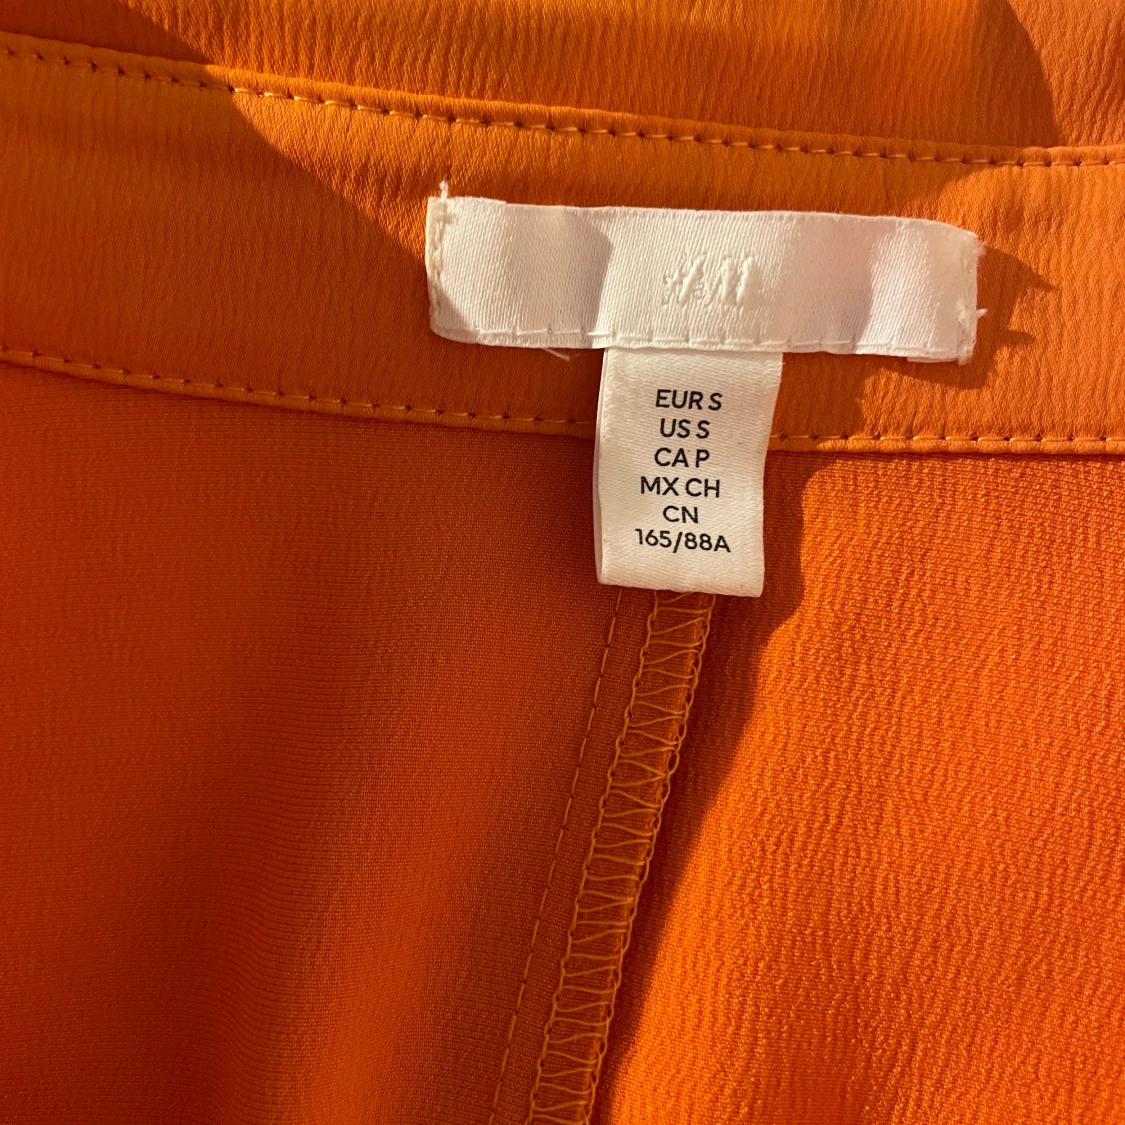 H&M
EUR S
US S
CA P
MX CH
CN
165/88A